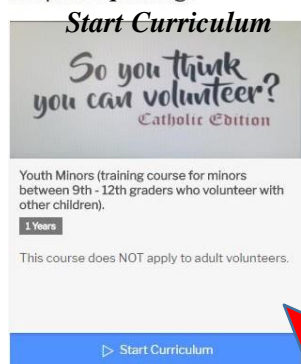 Start Curriculum
So you think
you can volunteer?
Catholic Edition
Youth Minors (training course for minors
between 9th - 12th graders who volunteer with
other children).
1 Years
This course does NOT apply to adult volunteers.
▷ Start Curriculum